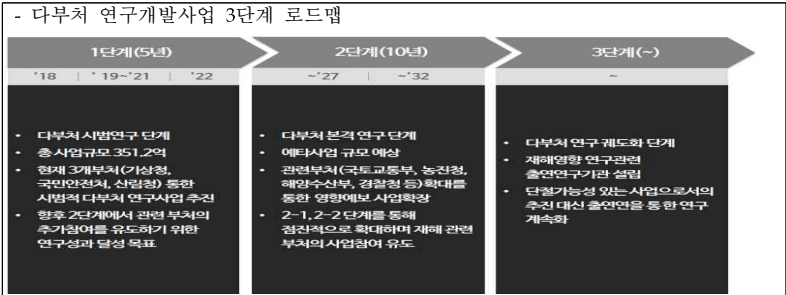 - 다부처 연구개발사업 3단계 로드맵
1단계(5년)
'18 | '19~'21 | '22
• 다부처 시범연구 단계
• 총 사업규모 351.2억
• 현재 3개부처(기상청,
국민안전처, 산림청) 통한
시범적 다부처 연구사업 추진
• 향후 2단계에서 관련 부처의
추가참여를 유도하기 위한
연구성과 달성 목표
2단계(10년)
~'27 | ~'32
• 다부처 본격 연구 단계
• 예타사업 규모 예상
• 관련부처(국토교통부, 농진청,
해양수산부, 경찰청 등)확대를
통한 영향예보 사업확장
• 2-1, 2-2 단계를 통해
점진적으로 확대하며 재해 관련
부처의 사업참여 유도
3단계(~)
~
• 다부처 연구 궤도화 단계
• 재해영향 연구관련
출연연구기관 설립
• 단절가능성 있는 사업으로서의
추진 대신 출연연을 통한 연구
계속화